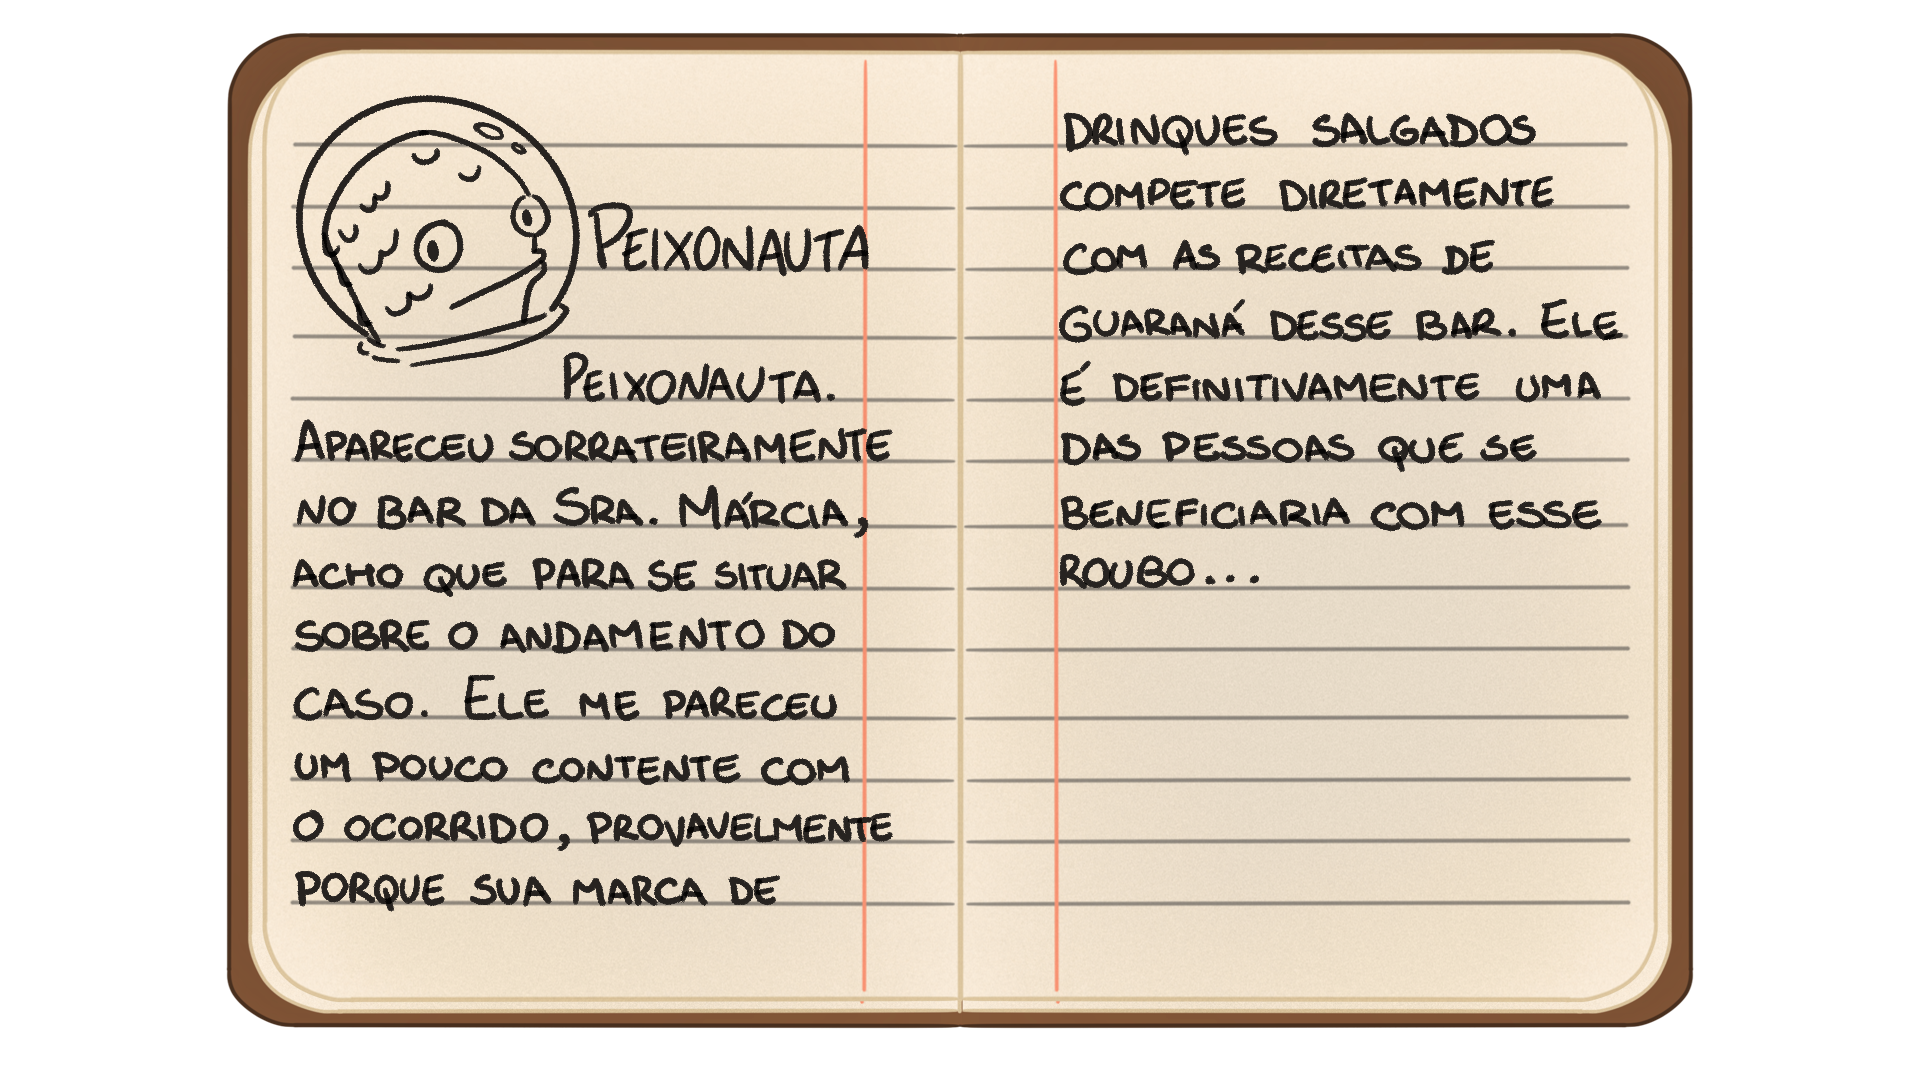 Peixonauta
Peixonauta.
Apareceu sorrateiramente
no bar da Sra. Márcia,
acho que para se situar
sobre o andamento do
caso. Ele me pareceu
um pouco contente com
o ocorrido, provavelmente
porque sua marca de
drinques salgados
compete diretamente
com as receitas de
Guaraná desse bar. Ele
é definitivamente uma
das pessoas que se
beneficiaria com esse
roubo...